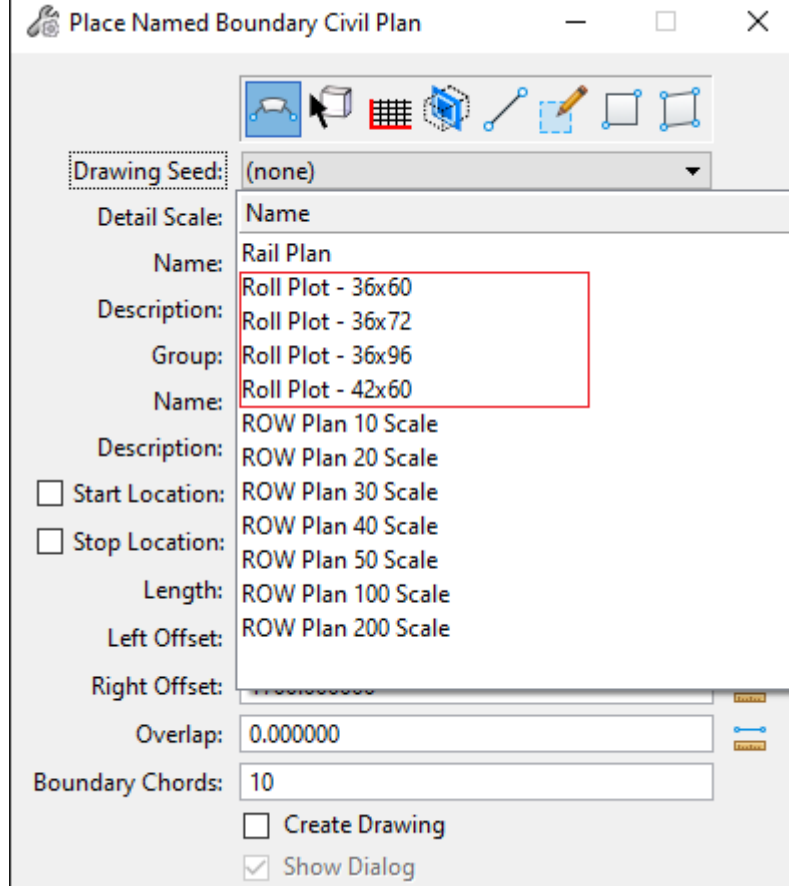 Place Named Boundary Civil Plan
Drawing Seed: (none)
Detail Scale: Name
Name: Rail Plan
Roll Plot - 36x60
Description: Roll Plot - 36x72
Group: Roll Plot - 36x96
Name: Roll Plot - 42x60
ROW Plan 10 Scale
Description: ROW Plan 20 Scale
Start Location: ROW Plan 30 Scale
Stop Location: ROW Plan 40 Scale
ROW Plan 50 Scale
Length: ROW Plan 100 Scale
Left Offset: ROW Plan 200 Scale
Right Offset:
Overlap: 0.000000
Boundary Chords: 10
Create Drawing
Show Dialog